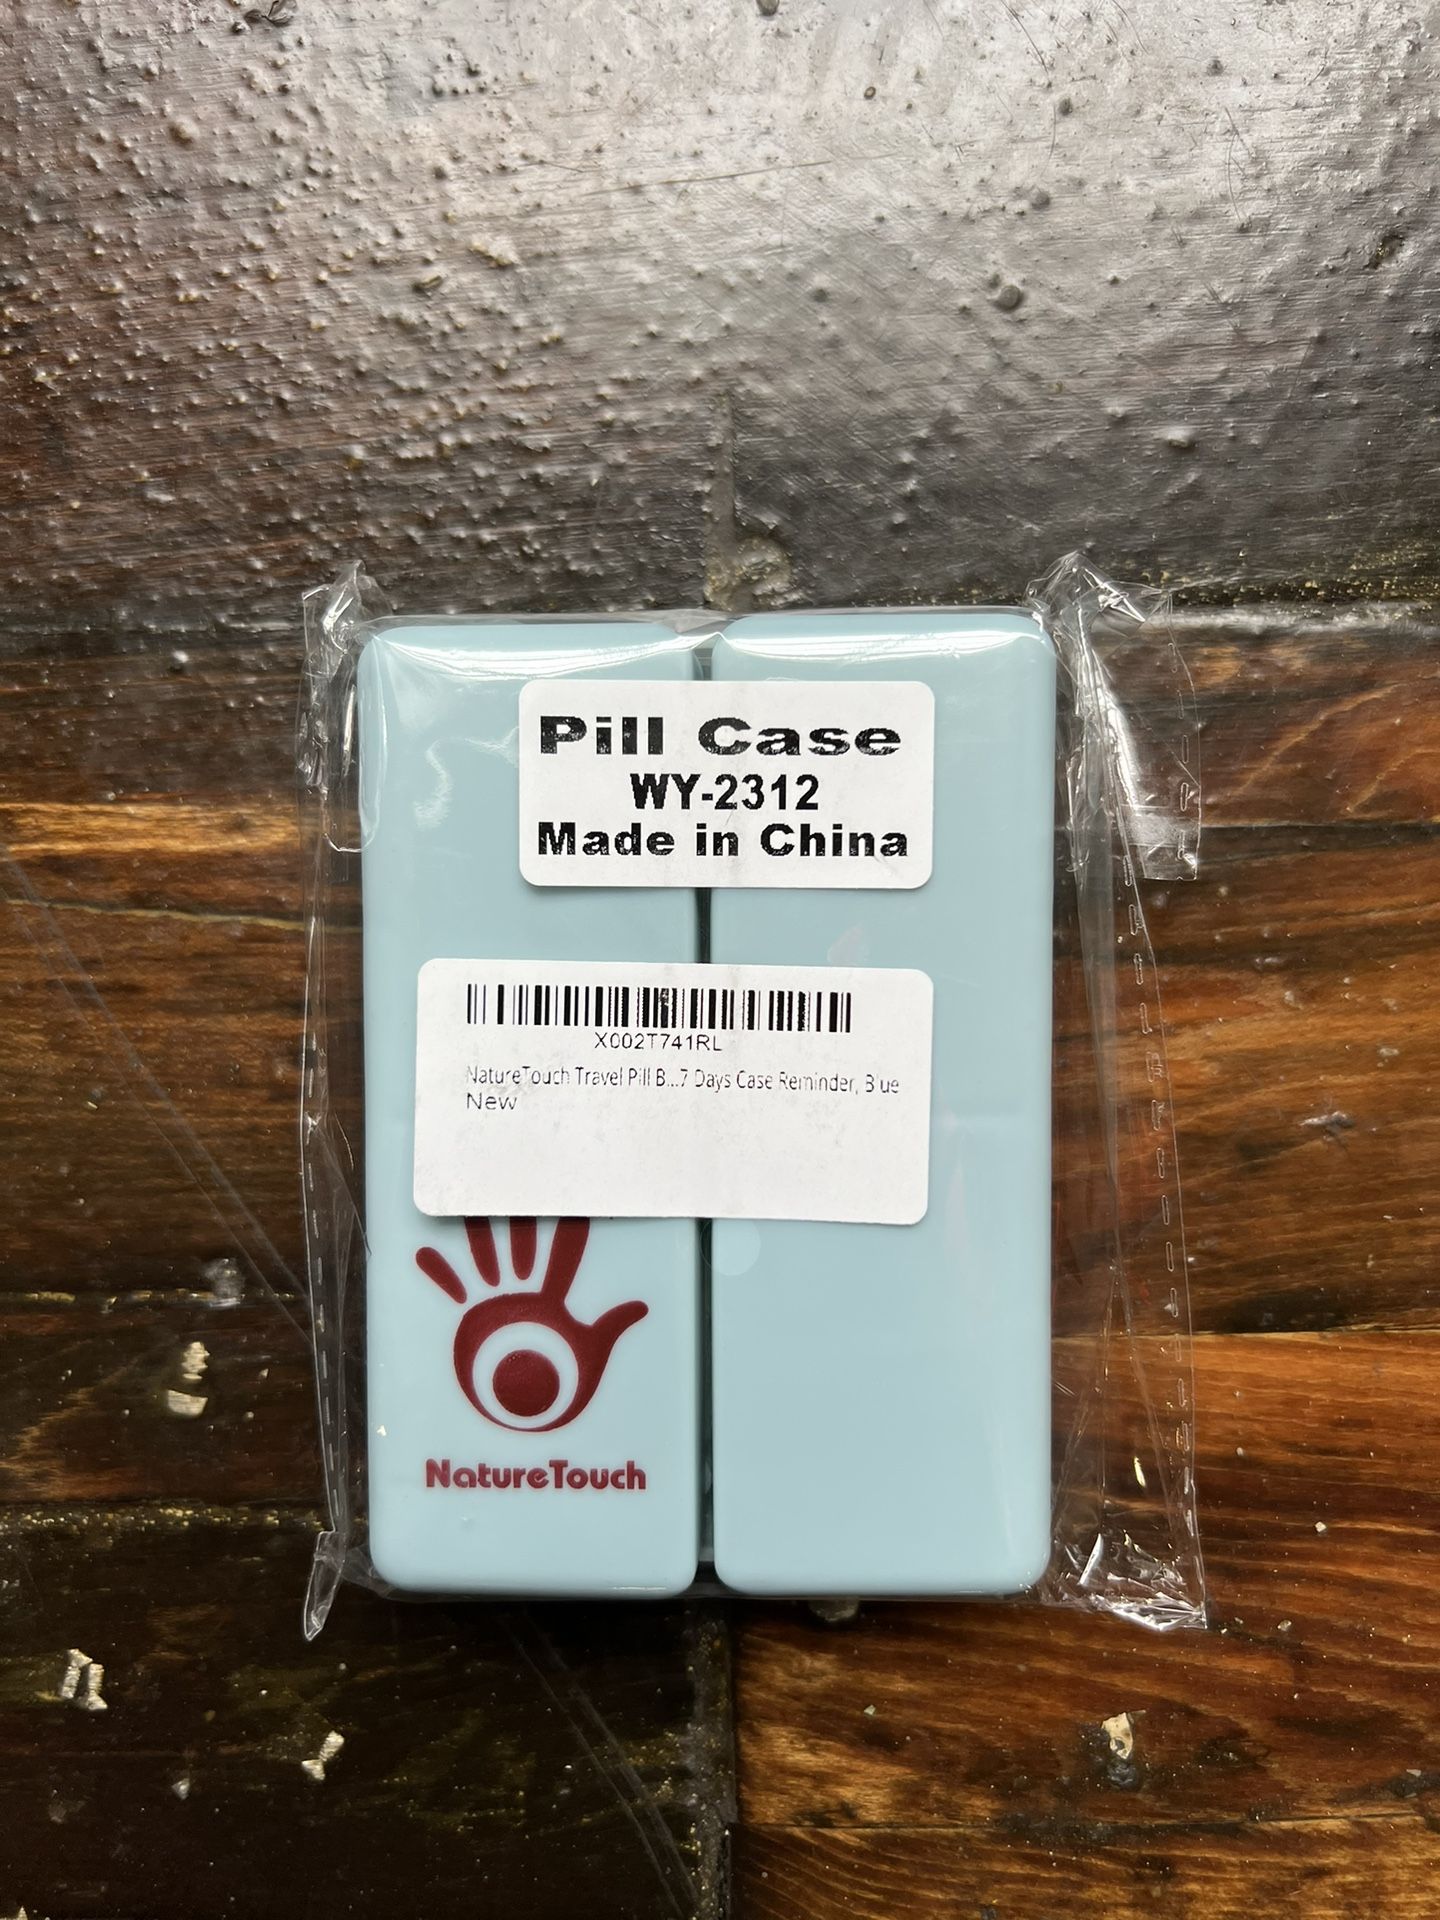 Pill Case
WY-2312
Made in China
X002T741RL
NatureTouch Travel Pill B...7 Days Case Reminder, Blue
New
NatureTouch